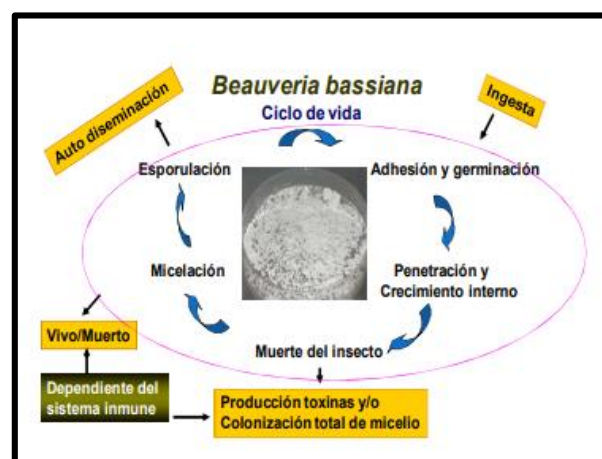 Beauveria bassiana
Ciclo de vida
Ingesta
Auto diseminación
Esporulación
Adhesión y germinación
Micelación
Penetración y
Crecimiento interno
Muerte del insecto
Vivo/Muerto
Dependiente del
sistema inmune
Producción toxinas y/o
Colonización total de micelio